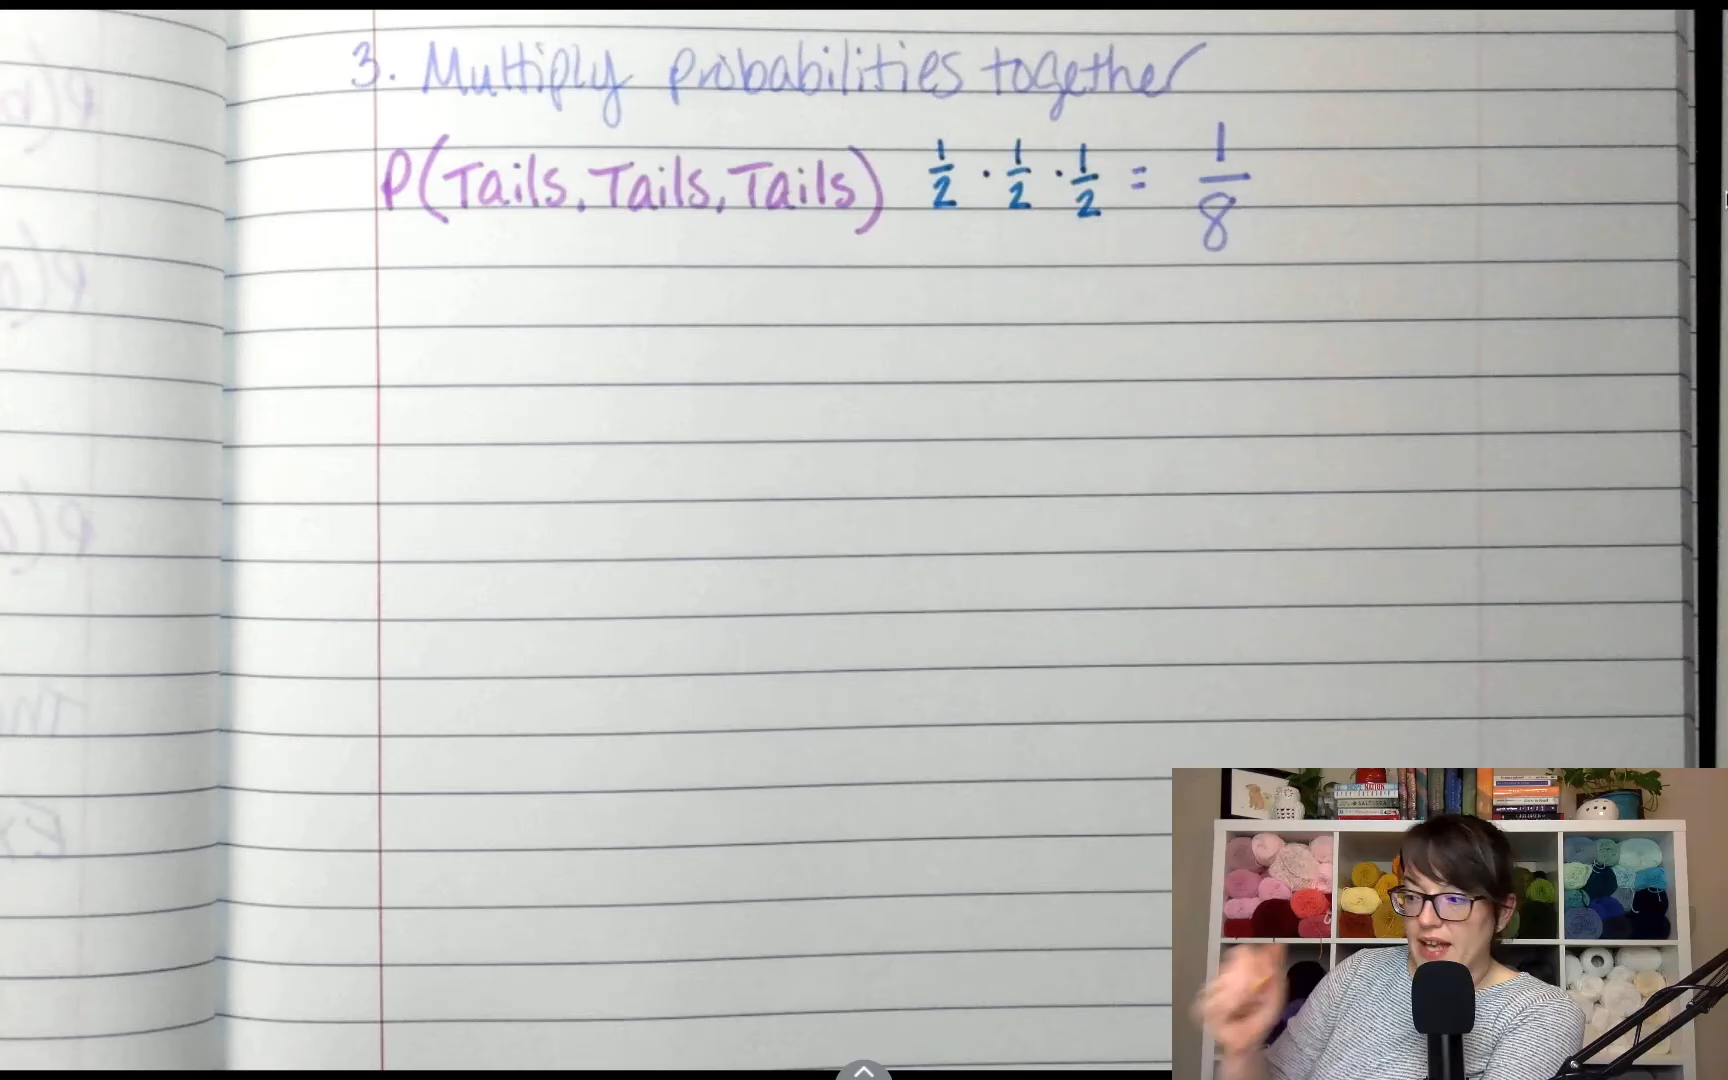 3. Multiply probabilities together
P(Tails, Tails, Tails) 1/2 · 1/2 · 1/2 = 1/8